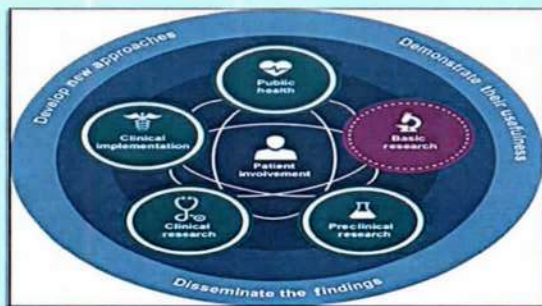 Develop new approaches
Demonstrate their usefulness
Public
health
Clinical
implementation
Basic
research
Patient
involvement
Clinical
research
Preclinical
research
Disseminate the findings